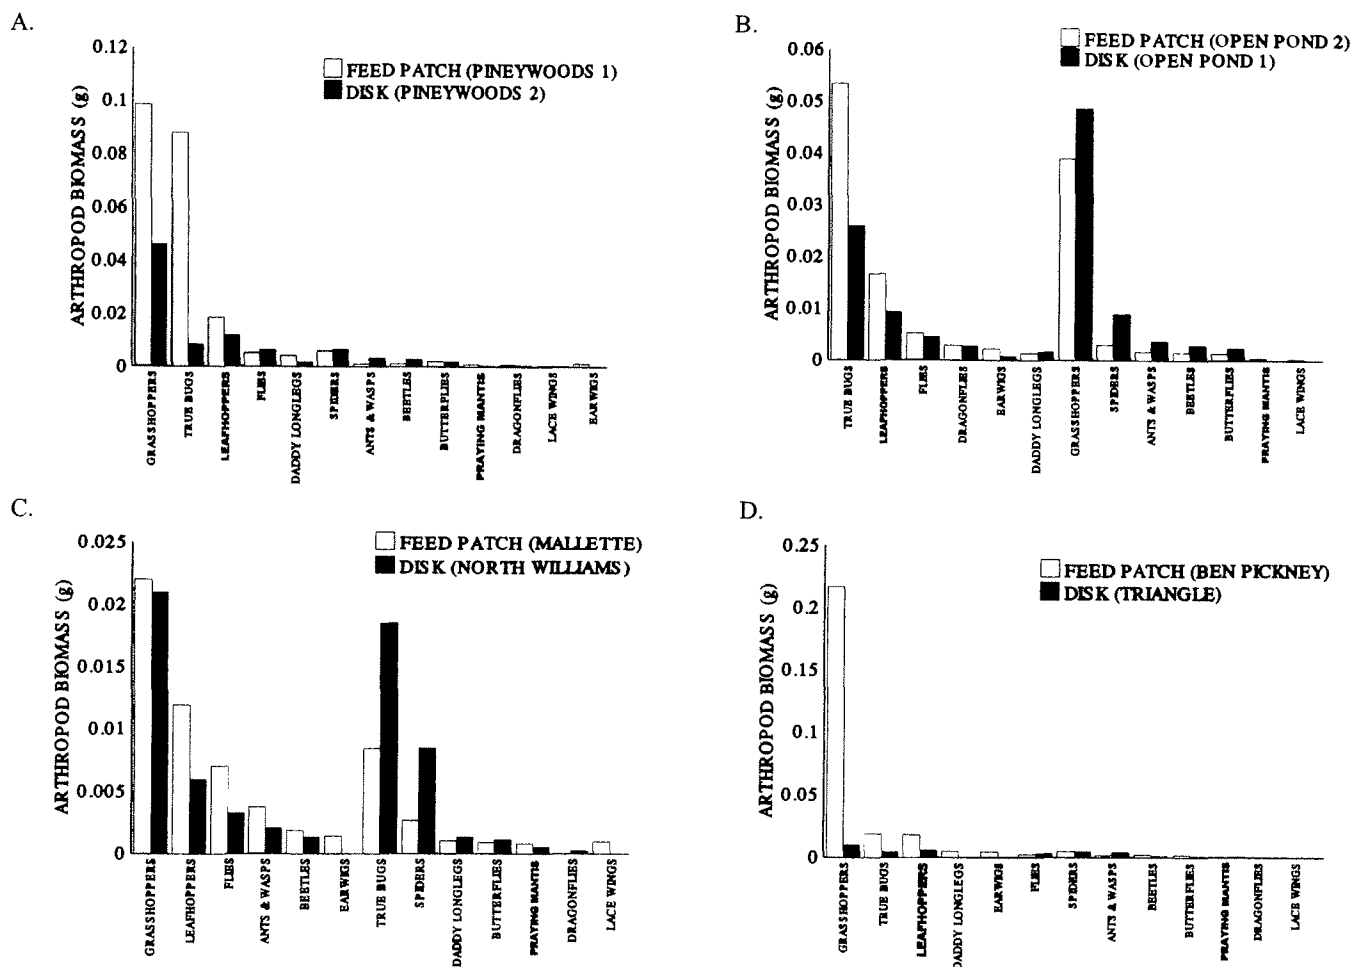 A.
0.12
0.1
0.08
0.06
0.04
0.02
0
ARTHROPOD BIOMASS (g)
FEED PATCH (PINEYWOODS 1)
DISK (PINEYWOODS 2)
GRASSHOPPERS
TRUE BUGS
LEAFHOPPERS
FLIES
DADDY LONGLEGS
SPIDERS
ANTS & WASPS
BEETLES
BUTTERFLIES
PRAYING MANTIS
DRAGONFLIES
LACE WINGS
EARWIGS
B.
0.06
0.05
0.04
0.03
0.02
0.01
0
ARTHROPOD BIOMASS (g)
FEED PATCH (OPEN POND 2)
DISK (OPEN POND 1)
TRUE BUGS
LEAFHOPPERS
FLIES
DRAGONFLIES
EARWIGS
DADDY LONGLEGS
GRASSHOPPERS
SPIDERS
ANTS & WASPS
BEETLES
BUTTERFLIES
PRAYING MANTIS
LACE WINGS
C.
0.025
0.02
0.015
0.01
0.005
0
ARTHROPOD BIOMASS (g)
FEED PATCH (MALLETTE)
DISK (NORTH WILLIAMS)
GRASSHOPPERS
LEAFHOPPERS
FLIES
ANTS & WASPS
BEETLES
EARWIGS
TRUE BUGS
SPIDERS
DADDY LONGLEGS
BUTTERFLIES
PRAYING MANTIS
DRAGONFLIES
LACE WINGS
D.
0.25
0.2
0.15
0.1
0.05
0
ARTHROPOD BIOMASS (g)
FEED PATCH (BEN PICKNEY)
DISK (TRIANGLE)
GRASSHOPPERS
TRUE BUGS
LEAFHOPPERS
DADDY LONGLEGS
EARWIGS
FLIES
SPIDERS
ANTS & WASPS
BEETLES
BUTTERFLIES
PRAYING MANTIS
DRAGONFLIES
LACE WINGS